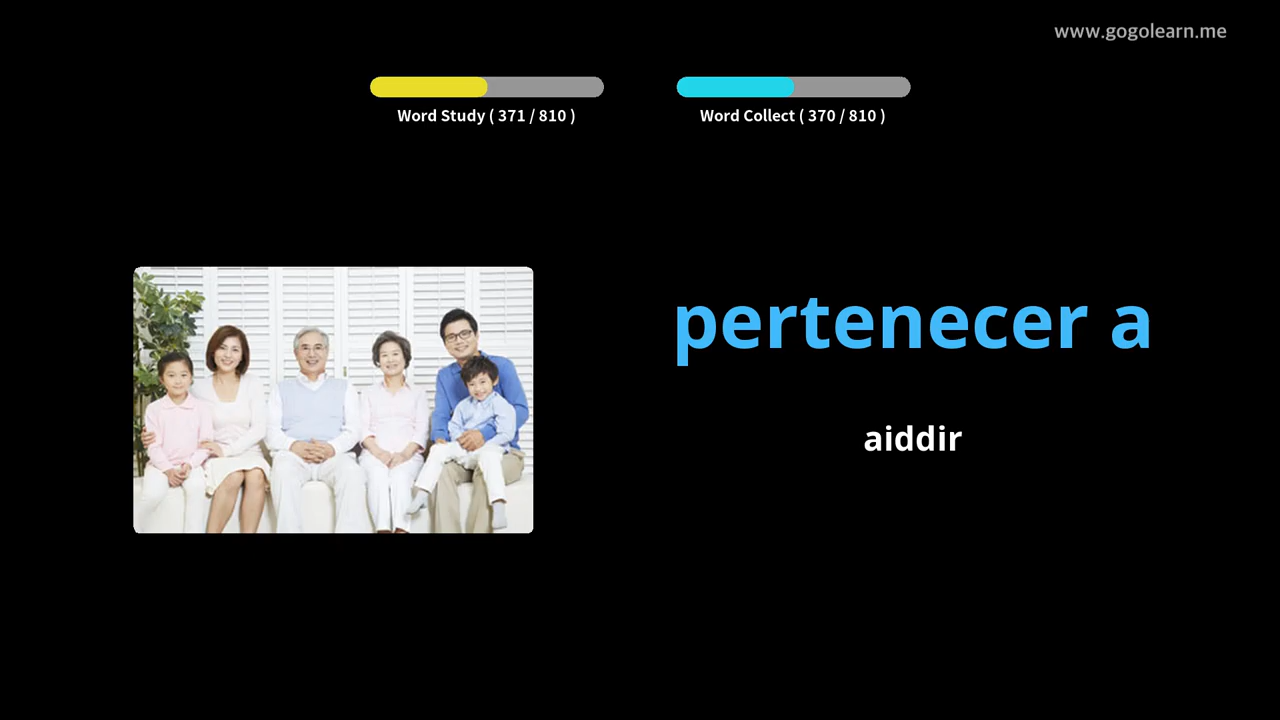 www.gogolearn.me
Word Study ( 371 / 810 )
Word Collect ( 370 / 810 )
pertenecer a
aiddir